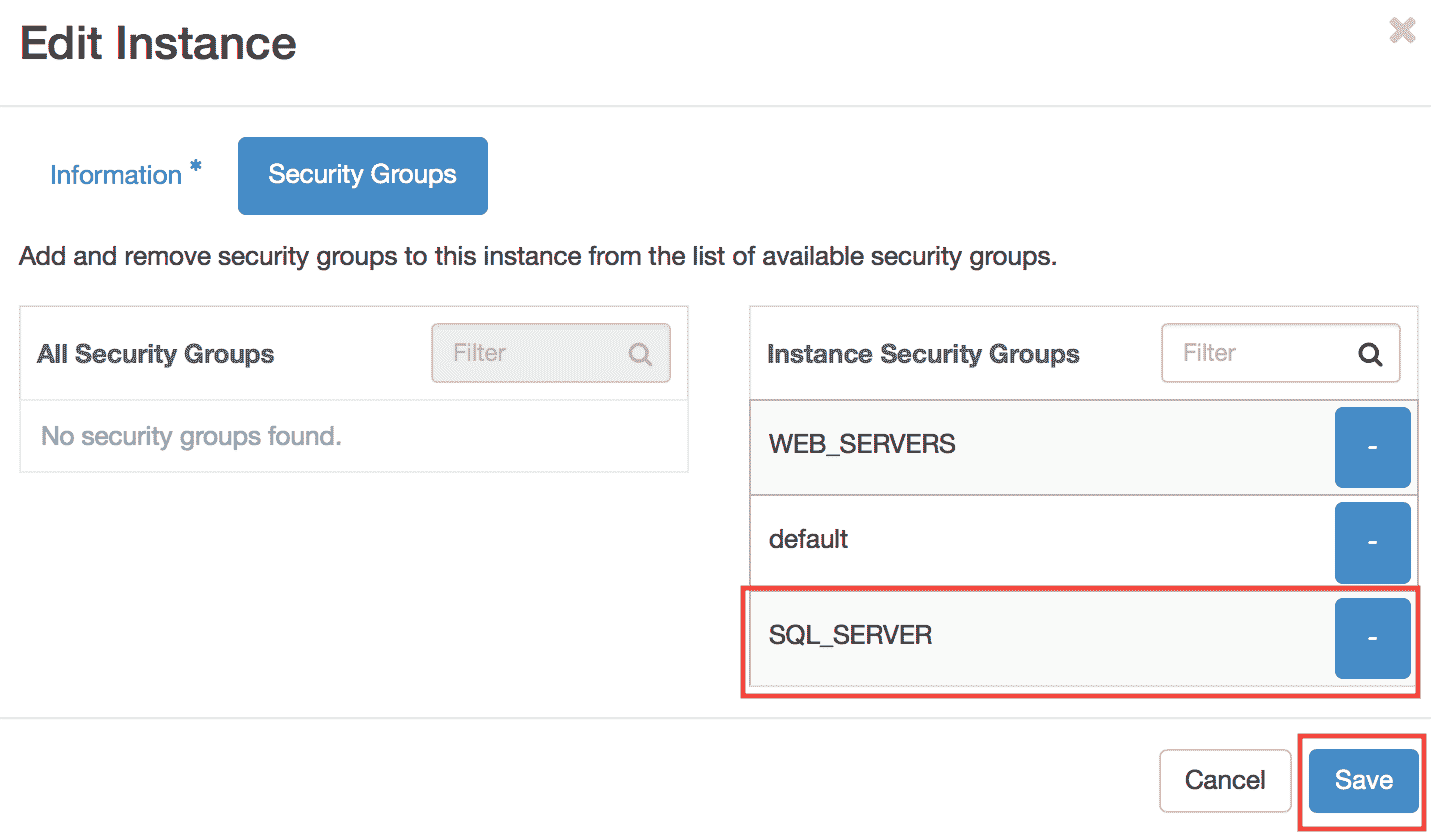 Edit Instance
Information *
Security Groups
Add and remove security groups to this instance from the list of available security groups.
All Security Groups
Filter
No security groups found.
Instance Security Groups
Filter
WEB_SERVERS
-
default
-
SQL_SERVER
-
Cancel
Save